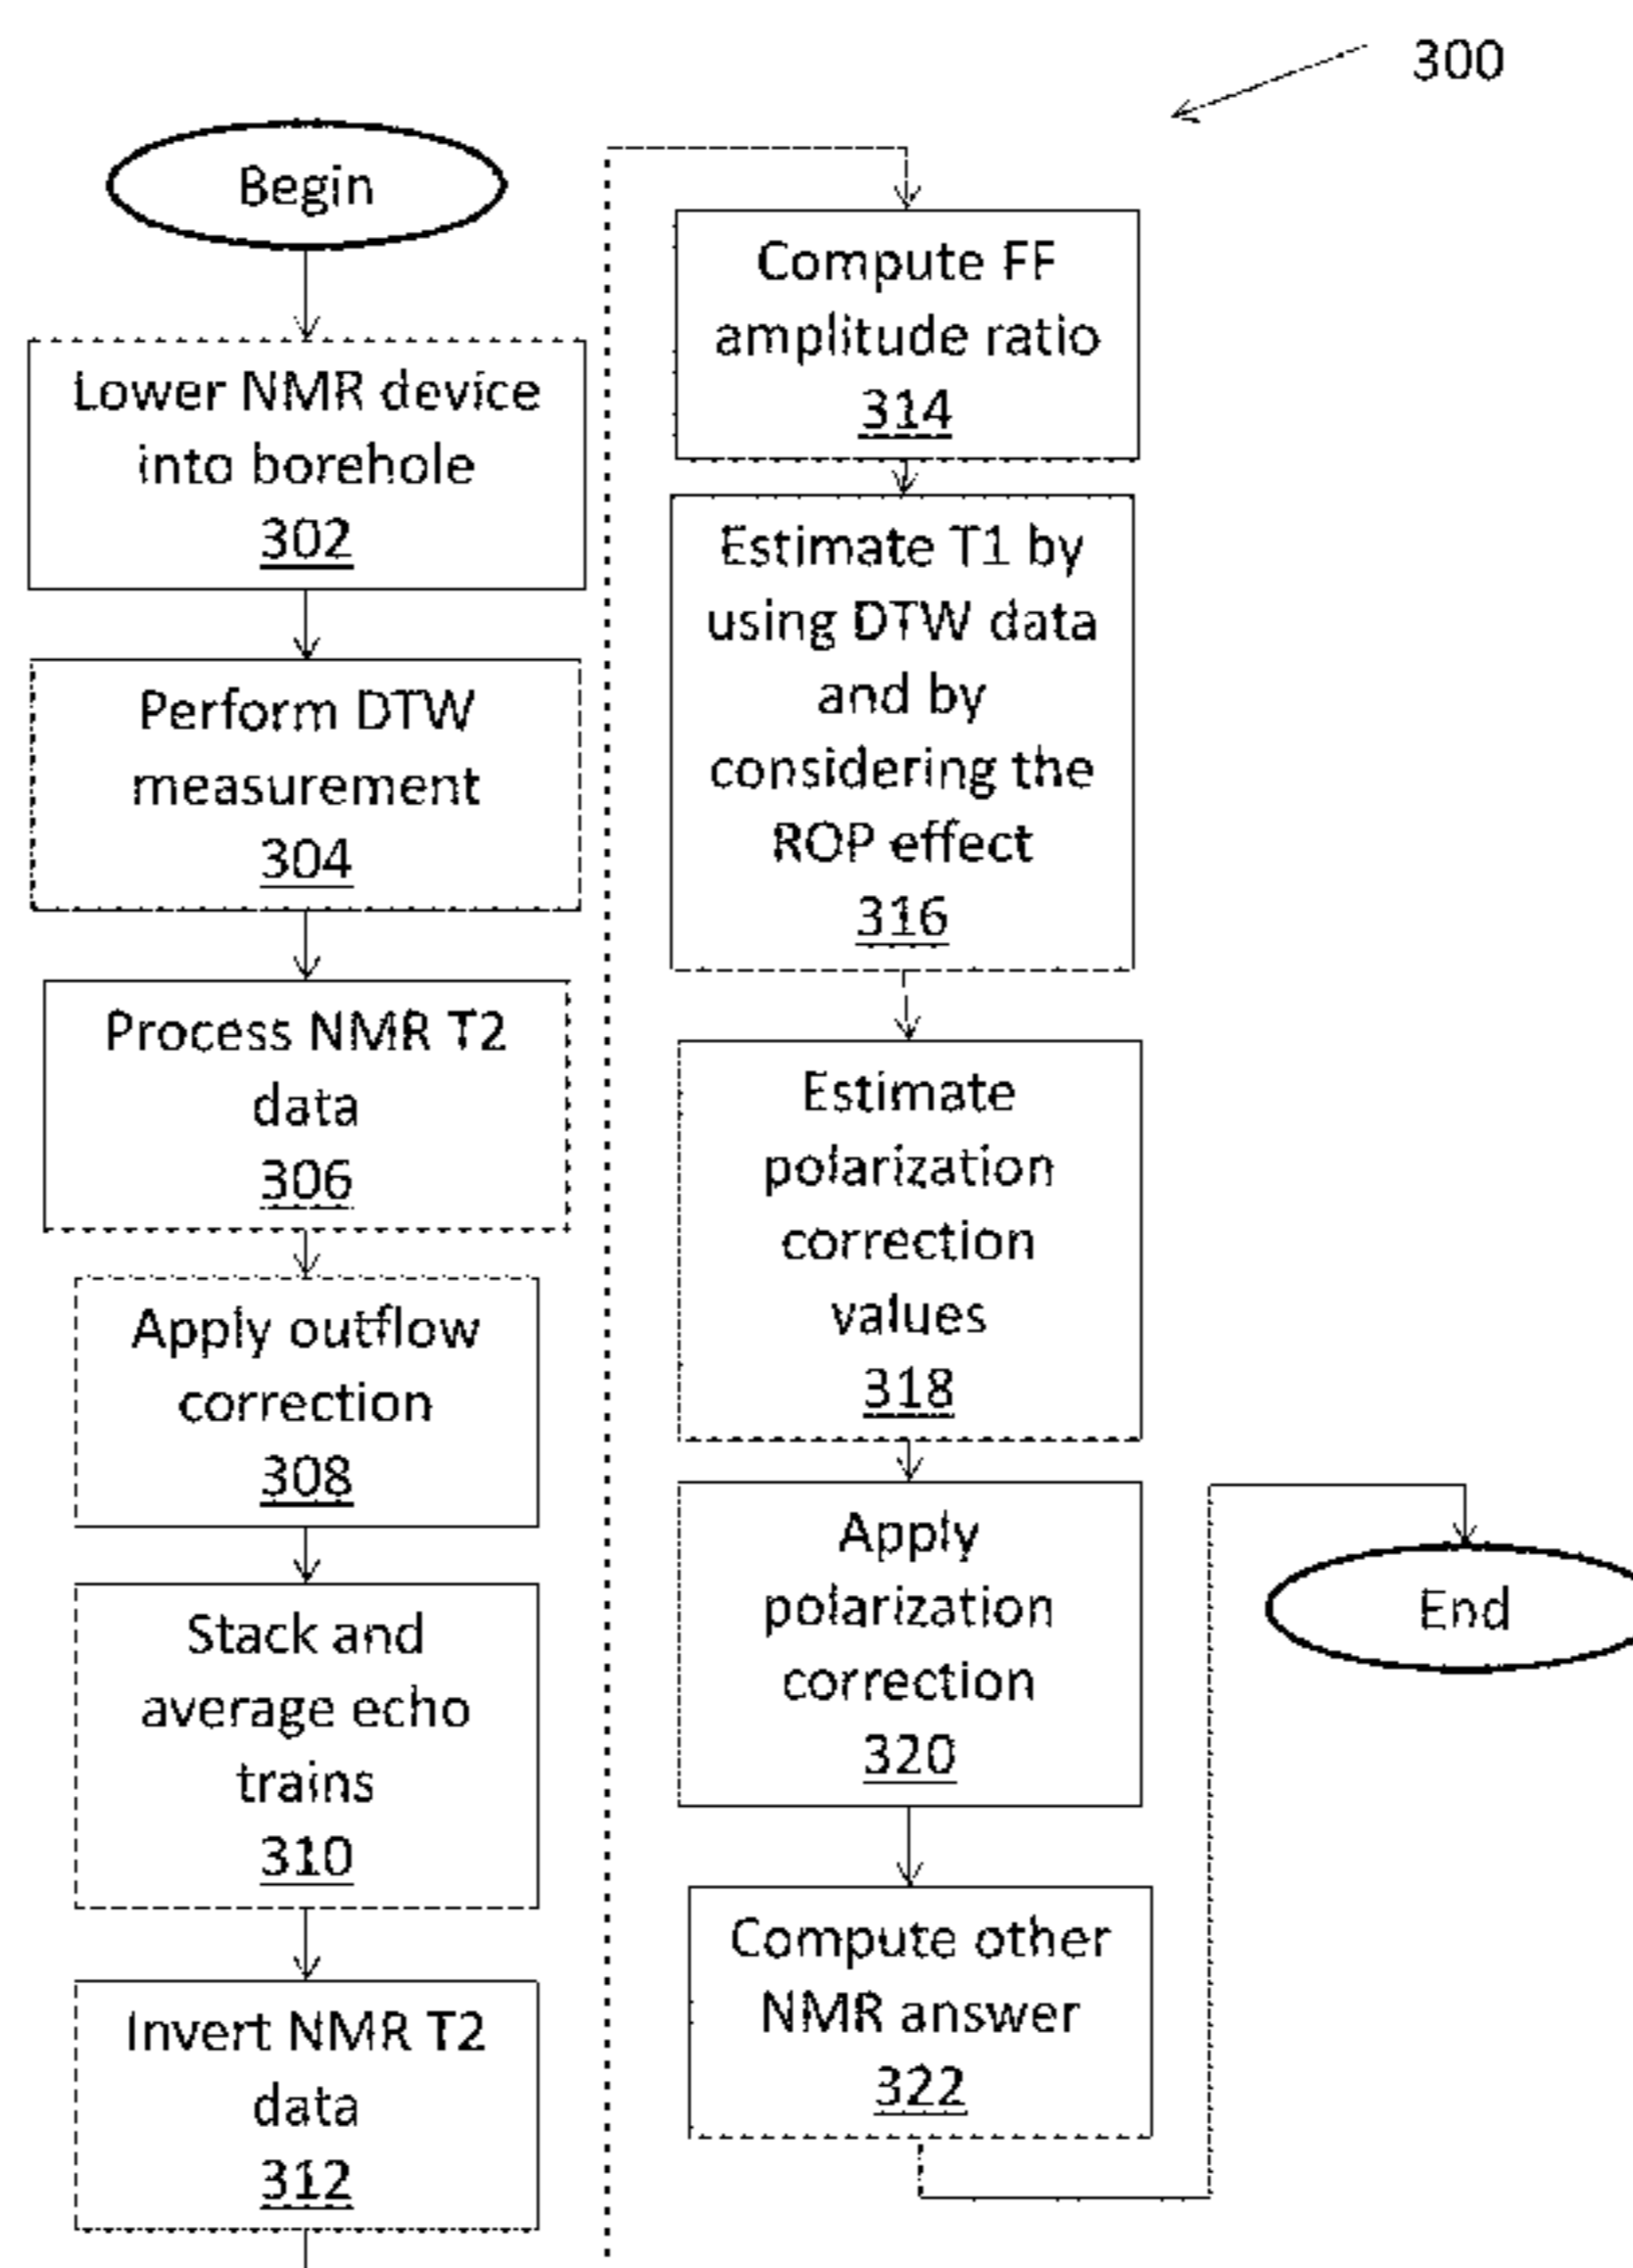 300
Begin
Lower NMR device
into borehole
302
Perform DTW
measurement
304
Process NMR T2
data
306
Apply outflow
correction
308
Stack and
average echo
trains
310
Invert NMR T2
data
312
Compute FF
amplitude ratio
314
Estimate T1 by
using DTW data
and by
considering the
ROP effect
316
Estimate
polarization
correction
values
318
Apply
polarization
correction
320
Compute other
NMR answer
322
End